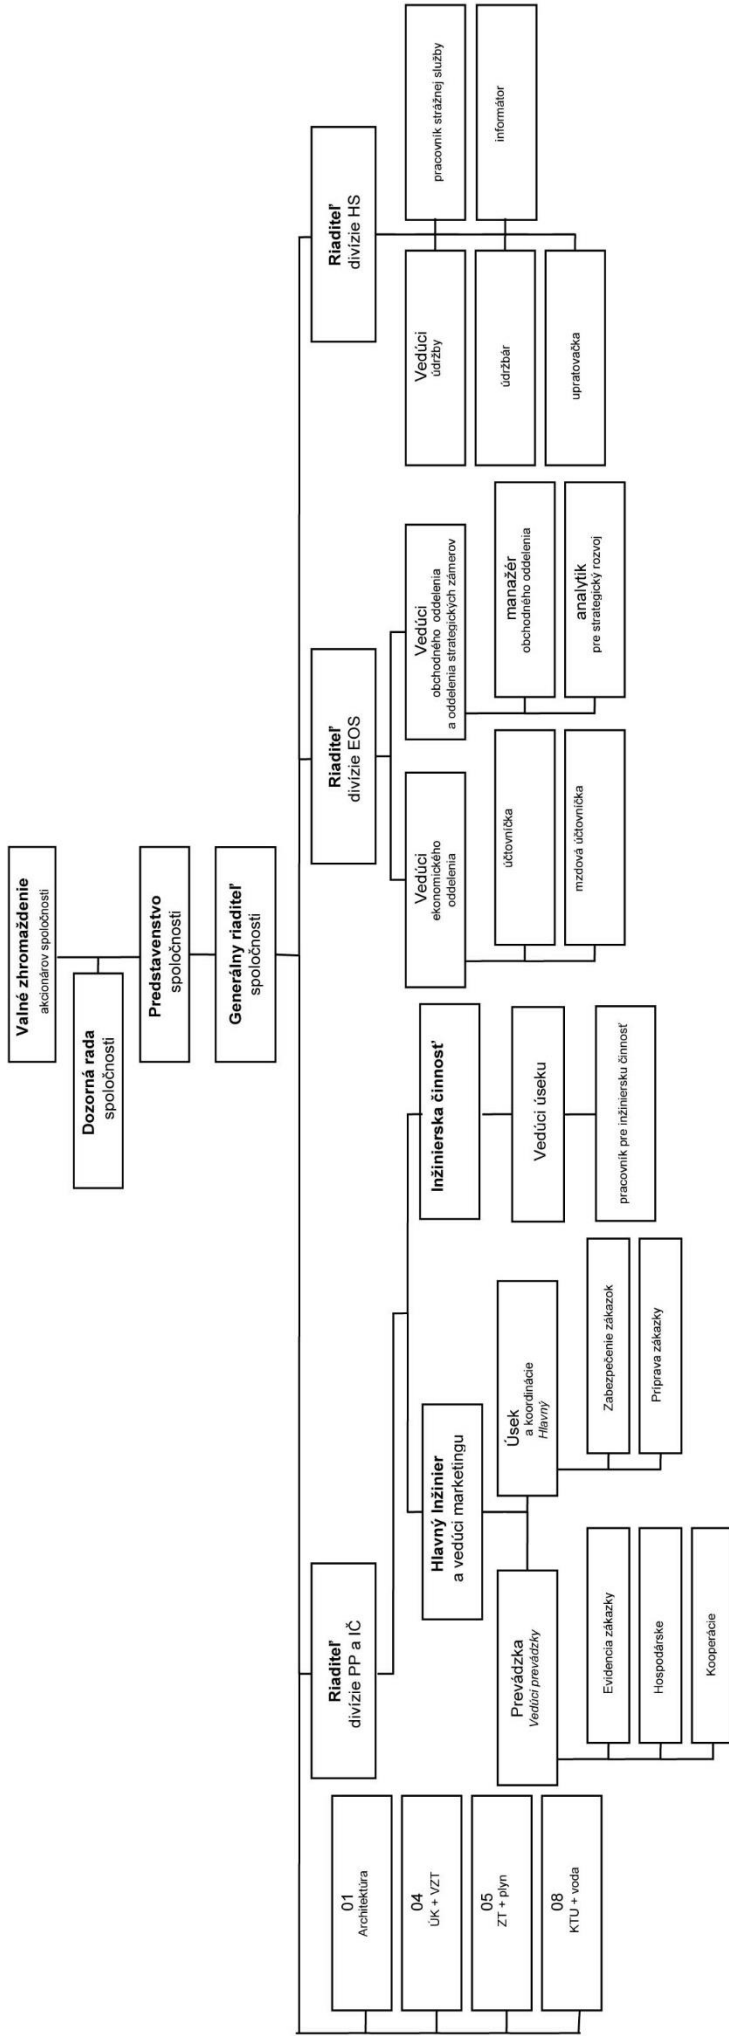 Valné zhromaždenie
akcionárov spoločnosti
Dozorná rada
spoločnosti
Predstavenstvo
spoločnosti
Generálny riaditeľ
spoločnosti
01
Architektúra
04
ÚK + VZT
05
ZT + plyn
08
KTU + voda
Riaditeľ
divízie PP a IČ
Hlavný Inžinier
a vedúci marketingu
Prevádzka
Vedúci prevádzky
Evidencia zákazky
Hospodárske
Kooperácie
Úsek
a koordinácie
Hlavný
Zabezpečenie zákazok
Príprava zákazky
Inžinierska činnosť
Vedúci úseku
pracovník pre inžiniersku činnosť
Riaditeľ
divízie EOS
Vedúci
ekonomického
oddelenia
účtovníčka
mzdová účtovníčka
Vedúci
obchodného oddelenia
a oddelenia strategických zámerov
manažér
obchodného oddelenia
analytik
pre strategický rozvoj
Riaditeľ
divízie HS
Vedúci
údržby
údržbár
upratovačka
pracovník strážnej služby
informátor